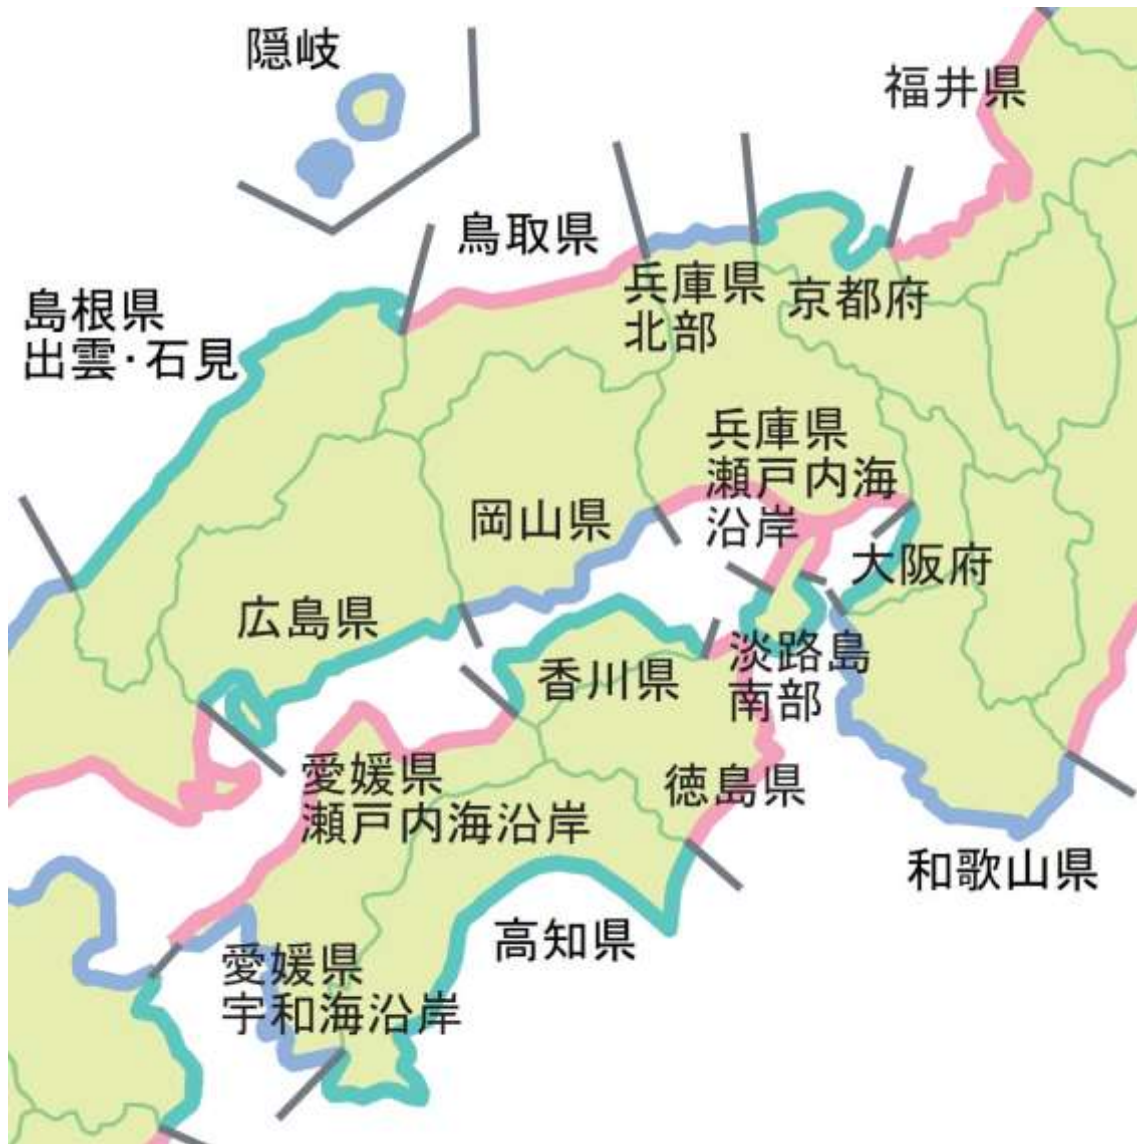 隠岐
福井県
鳥取県
島根県
出雲・石見
兵庫県
北部
京都府
兵庫県
瀬戸内海
沿岸
岡山県
大阪府
広島県
香川県
淡路島
南部
愛媛県
瀬戸内海沿岸
徳島県
和歌山県
高知県
愛媛県
宇和海沿岸